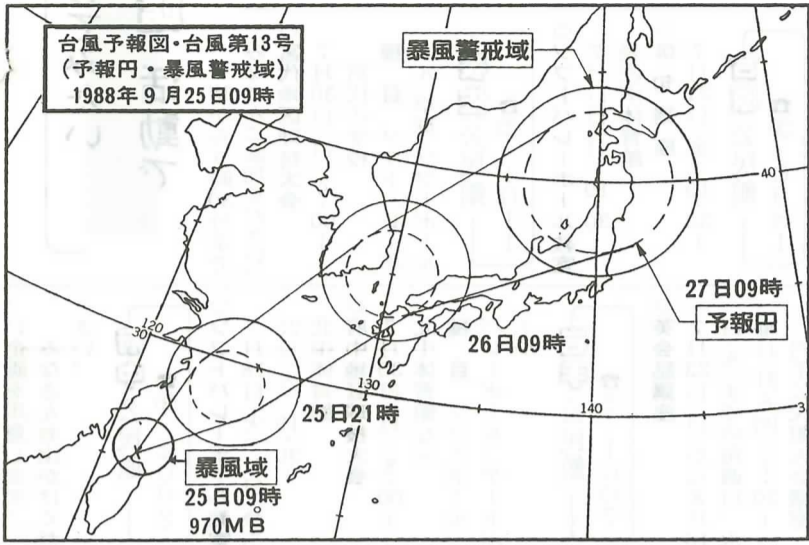 台風予報図・台風第13号
(予報円・暴風警戒域)
1988年9月25日09時
暴風警戒域
40
27日09時
予報円
26日09時
120
30
130
25日21時
140
3
暴風域
25日09時
970MB